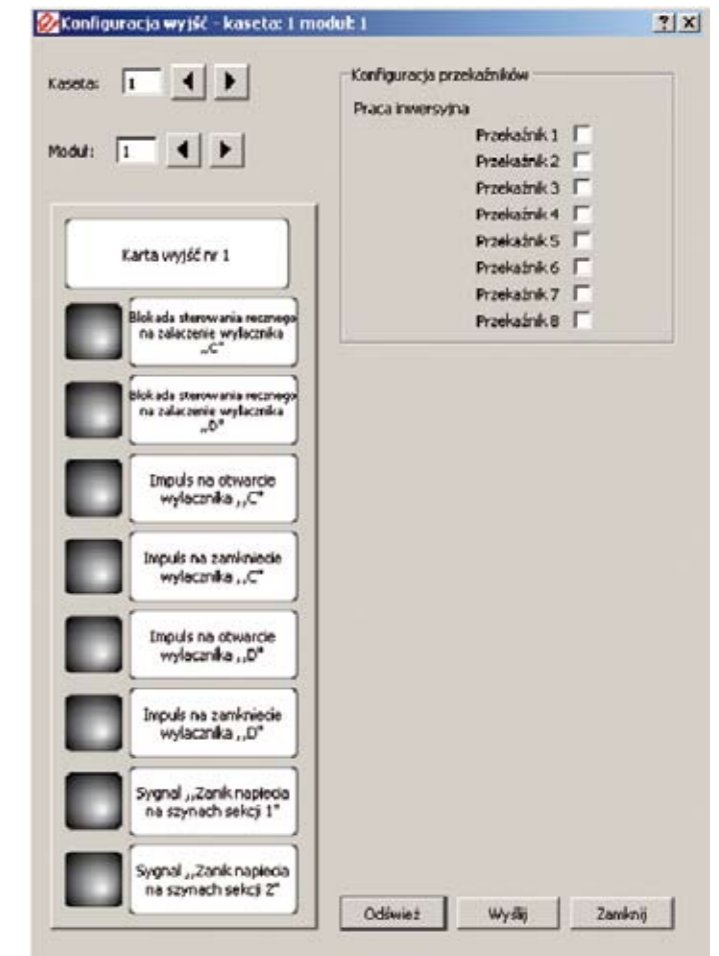 Konfiguracja wyjść - kaseta: 1 moduł: 1
Kaseta: 1
Moduł: 1
Karta wyjść nr 1
Blokada sterowania recznego
na zalaczenie wylacznika
,,C"
Blokada sterowania recznego
na zalaczenie wylacznika
,,D"
Impuls na otwarcie
wylacznika ,,C"
Impuls na zamkniecie
wylacznika ,,C"
Impuls na otwarcie
wylacznika ,,D"
Impuls na zamkniecie
wylacznika ,,D"
Sygnal ,,Zanik napiecia
na szynach sekcji 1"
Sygnal ,,Zanik napiecia
na szynach sekcji 2"
Konfiguracja przekaźników
Praca inwersyjna
Przekaźnik 1
Przekaźnik 2
Przekaźnik 3
Przekaźnik 4
Przekaźnik 5
Przekaźnik 6
Przekaźnik 7
Przekaźnik 8
Odśwież Wyślij Zamknij